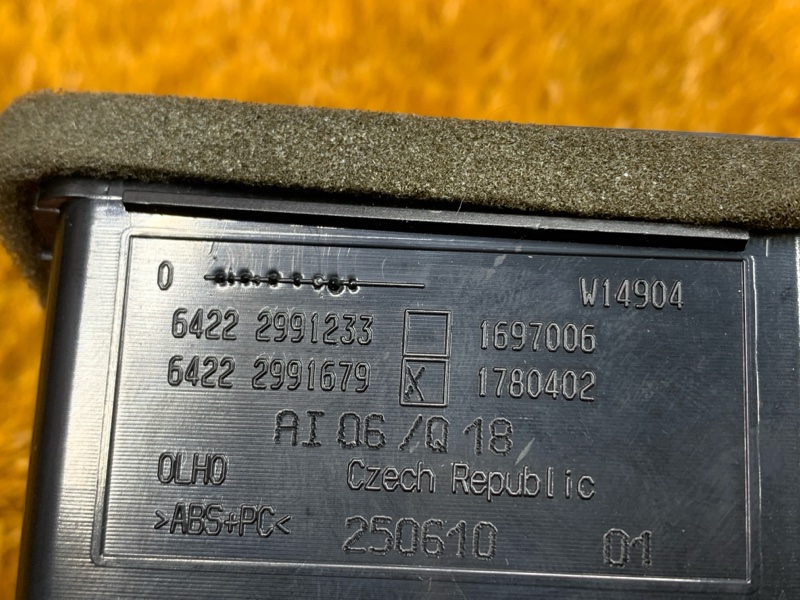 0
W14904
6422 2991233 1697006
6422 2991679 X 1780402
AI 06 /Q 18
OLHO Czech Republic
>ABS+PC< 250610 01